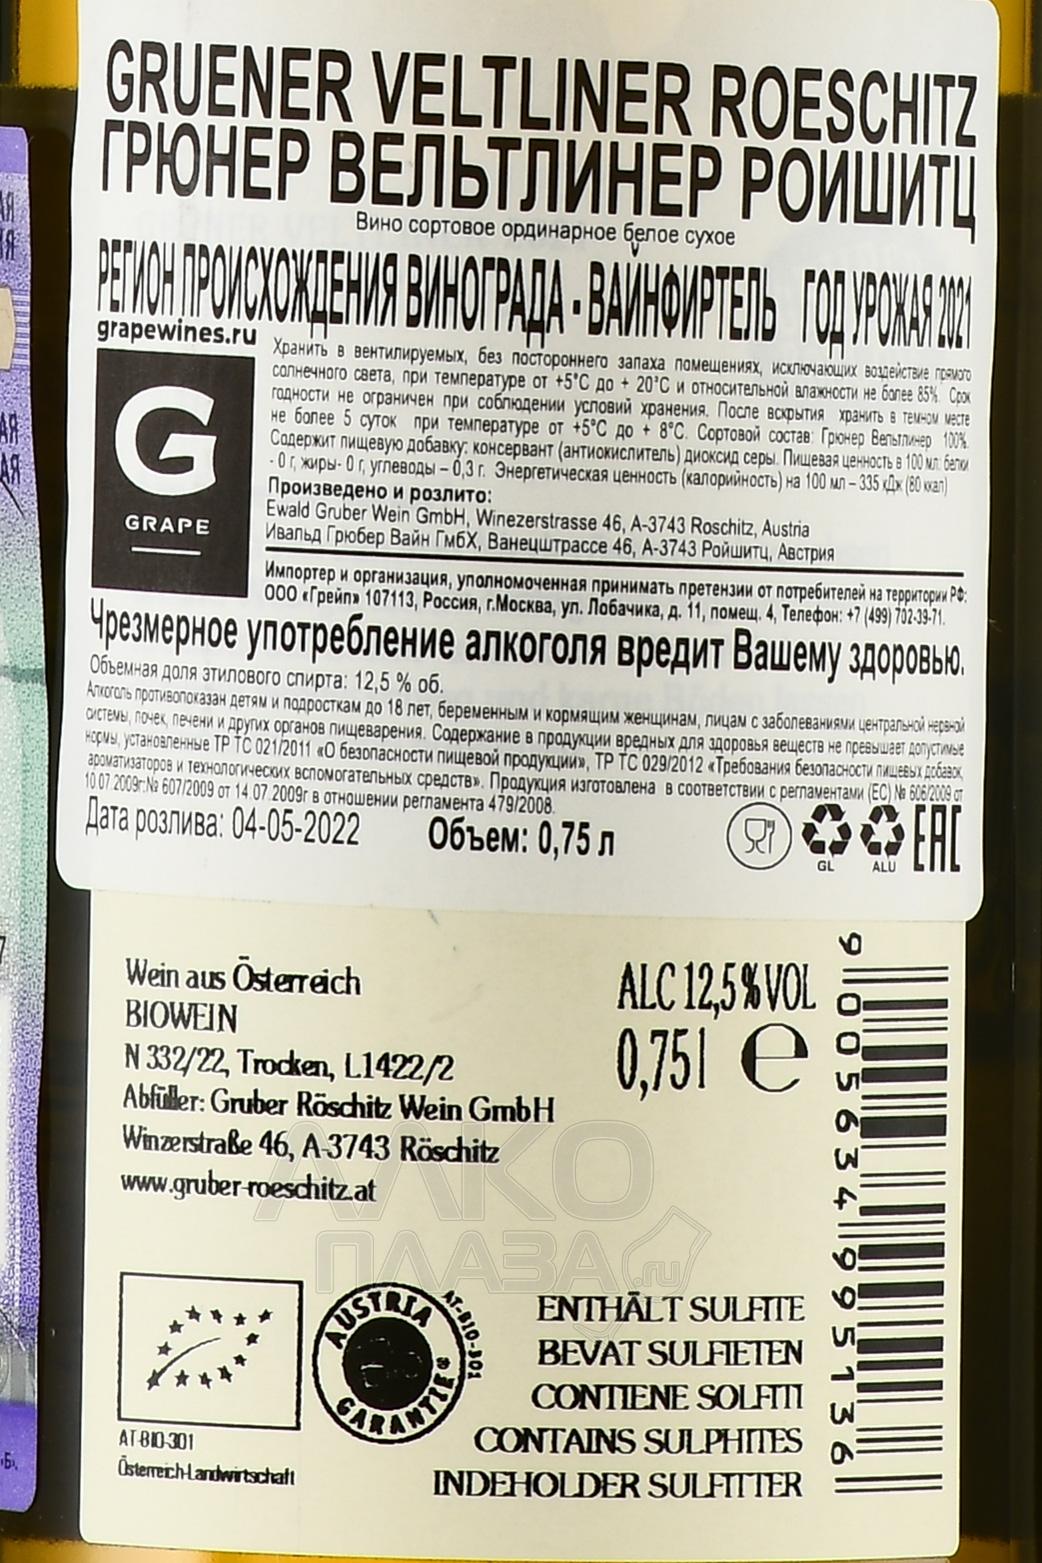 GRUENER VELTLINER ROESCHITZ
ГРЮНЕР ВЕЛЬТЛИНЕР РОЙШИТЦ
Вино сортовое ординарное белое сухое
РЕГИОН ПРОИСХОЖДЕНИЯ ВИНОГРАДА - ВАЙНФИРТЕЛЬ ГОД УРОЖАЯ 2021
grapewines.ru
G
GRAPE
Хранить в вентилируемых, без постороннего запаха помещениях, исключающих воздействие прямого
солнечного света, при температуре от +5°С до + 20°С и относительной влажности не более 85%. Срок
годности не ограничен при соблюдении условий хранения. После вскрытия хранить в темном месте
не более 5 суток при температуре от +5°С до + 8°С. Сортовой состав: Грюнер Вельтлинер 100%.
Содержит пищевую добавку: консервант (антиокислитель) диоксид серы. Пищевая ценность в 100 мл: белки
- 0 г, жиры- 0 г, углеводы – 0,3 г. Энергетическая ценность (калорийность) на 100 мл – 335 кДж (80 ккал)
Произведено и розлито:
Ewald Gruber Wein GmbH, Winezerstrasse 46, A-3743 Roschitz, Austria
Ивальд Грюбер Вайн ГмбХ, Ванецштрассе 46, А-3743 Ройшитц, Австрия
Импортер и организация, уполномоченная принимать претензии от потребителей на территории РФ:
ООО «Грейп» 107113, Россия, г.Москва, ул. Лобачика, д. 11, помещ. 4, Телефон: +7 (499) 702-39-71.
Чрезмерное употребление алкоголя вредит Вашему здоровью.
Объемная доля этилового спирта: 12,5 % об.
Алкоголь противопоказан детям и подросткам до 18 лет, беременным и кормящим женщинам, лицам с заболеваниями центральной нервной
системы, почек, печени и других органов пищеварения. Содержание в продукции вредных для здоровья веществ не превышает допустимые
нормы, установленные ТР ТС 021/2011 «О безопасности пищевой продукции», ТР ТС 029/2012 «Требования безопасности пищевых добавок,
ароматизаторов и технологических вспомогательных средств». Продукция изготовлена в соответствии с регламентами (ЕС) № 606/2009 от
10.07.2009г.№ 607/2009 от 14.07.2009г в отношении регламента 479/2008.
Дата розлива: 04-05-2022
Объем: 0,75 л
GL
ALU
EAC
Wein aus Österreich
BIOWEIN
N 332/22, Trocken, L1422/2
Abfüller: Gruber Röschitz Wein GmbH
Winzerstraße 46, A-3743 Röschitz
www.gruber-roeschitz.at
ALC 12,5 % VOL
0,75 l e
9 005634 995136
АЛКО
ПЛАЗА.ru
AUSTRIA
Bio
GARANTIE®
AT-BIO-301
AT-BIO-301
Österreich-Landwirtschaft
ENTHÄLT SULFITE
BEVAT SULFIETEN
CONTIENE SOLFITI
CONTAINS SULPHITES
INDEHOLDER SULFITTER